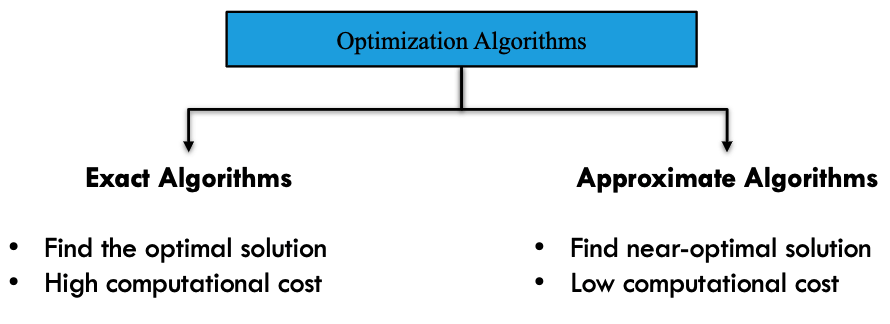 Optimization Algorithms
Exact Algorithms
• Find the optimal solution
• High computational cost
Approximate Algorithms
• Find near-optimal solution
• Low computational cost